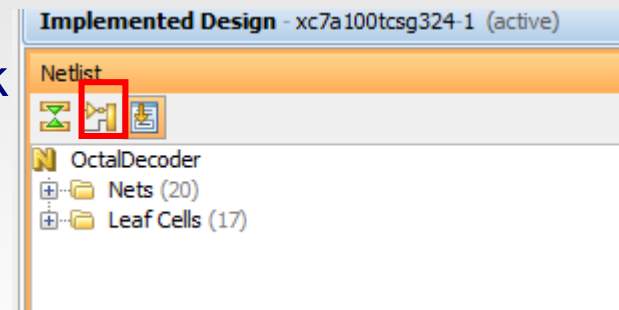 Implemented Design - xc7a100tcsg324-1 (active)
k
Netlist
N OctalDecoder
Nets (20)
Leaf Cells (17)